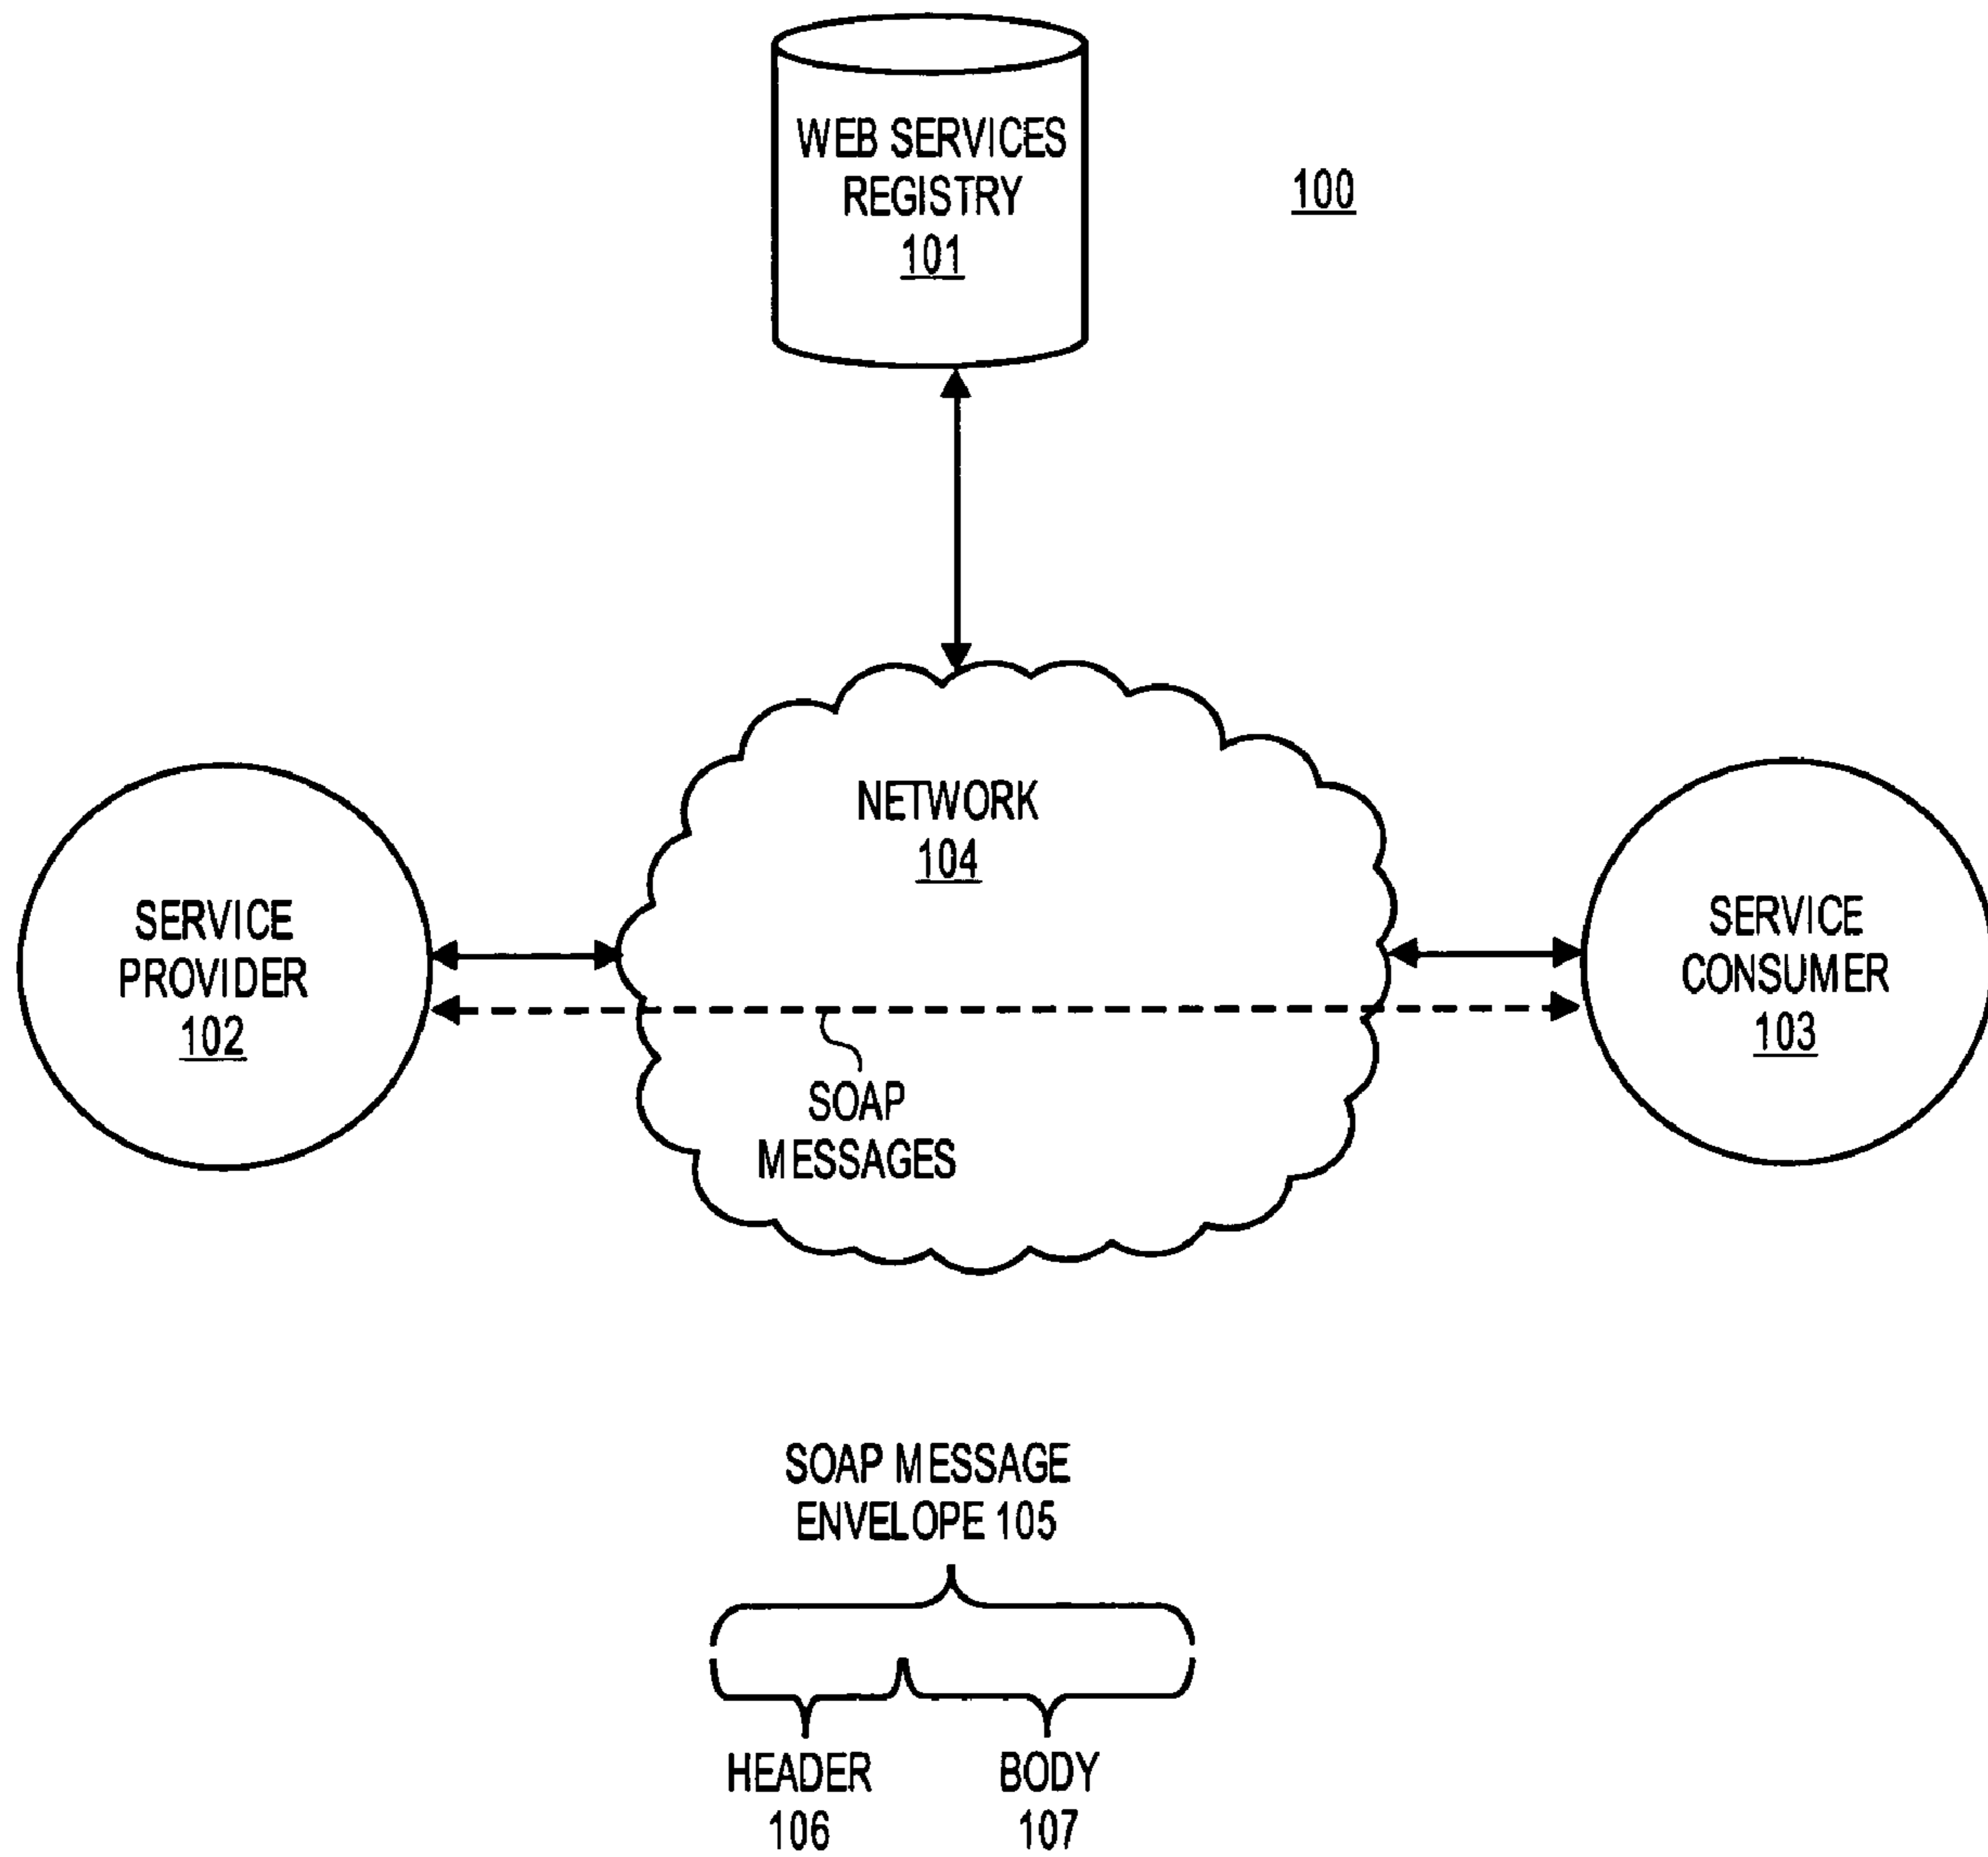 WEB SERVICES
REGISTRY
101
100
NETWORK
104
SERVICE
PROVIDER
102
SERVICE
CONSUMER
103
SOAP
MESSAGES
SOAP MESSAGE
ENVELOPE 105
HEADER
106
BODY
107